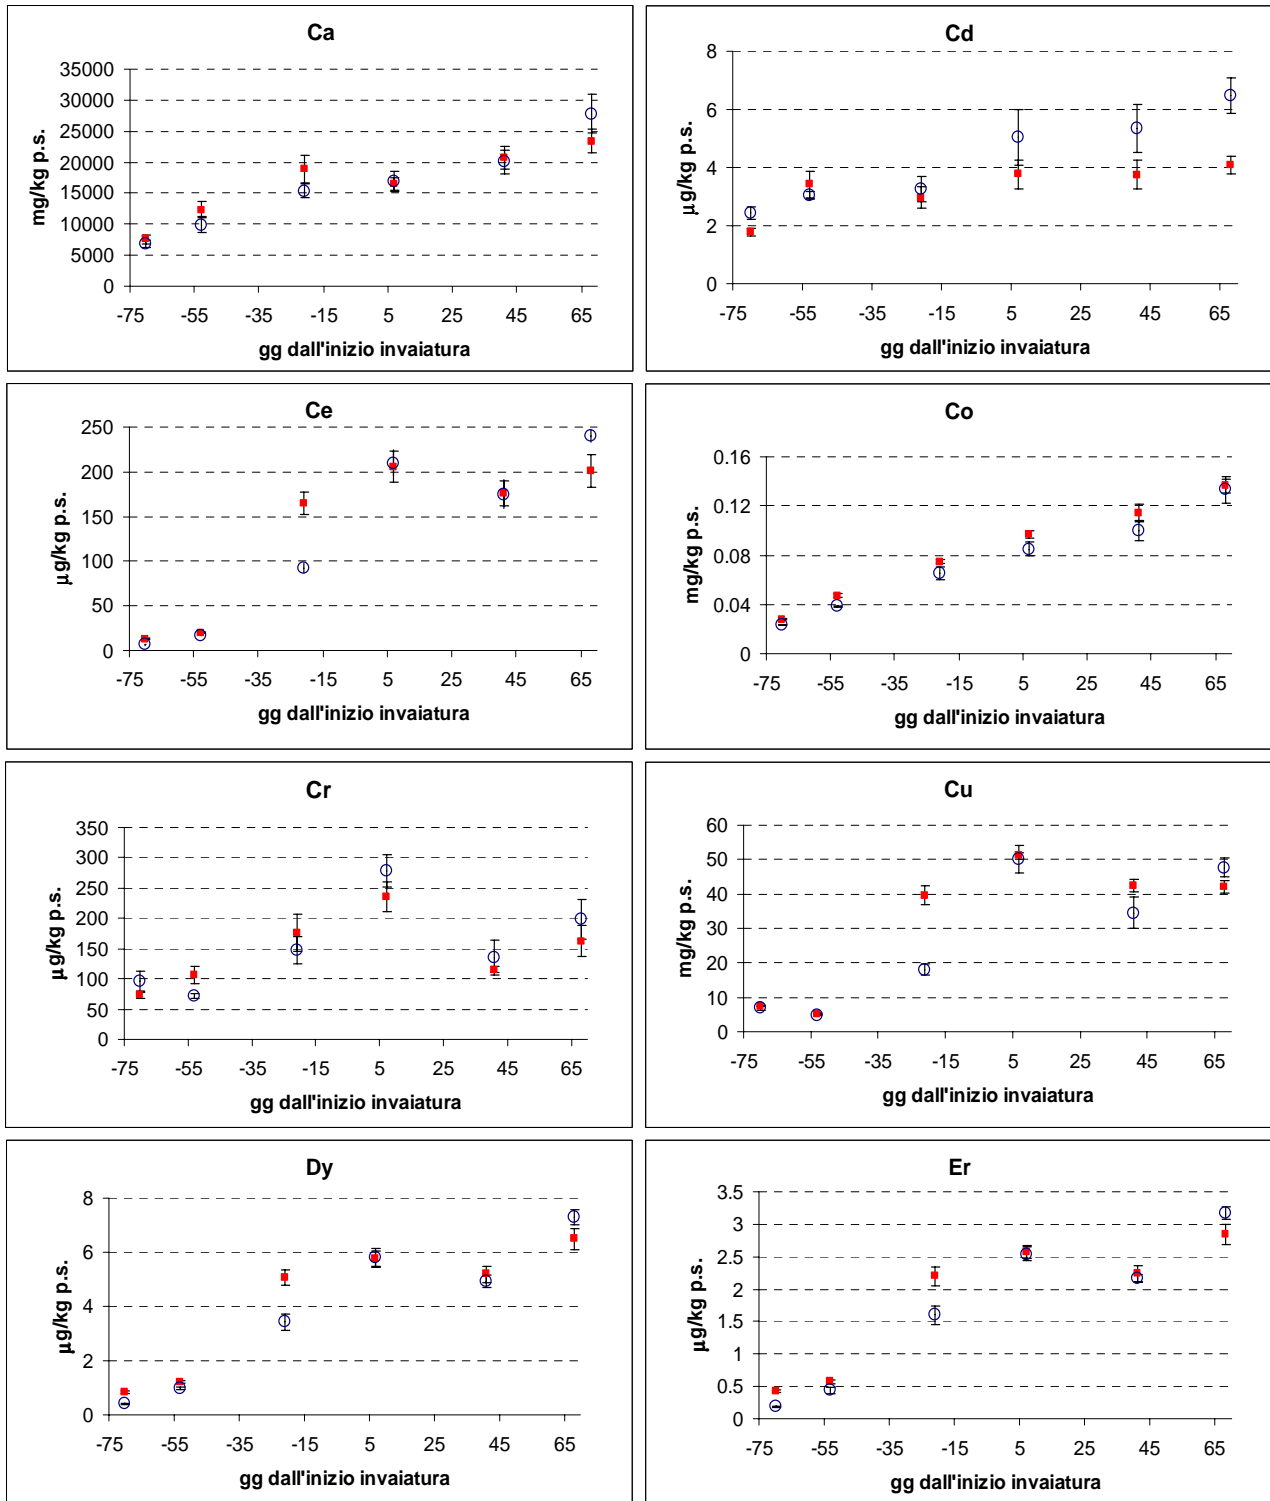 Ca
35000
30000
25000
20000
15000
10000
5000
0
mg/kg p.s.
-75 -55 -35 -15 5 25 45 65
gg dall'inizio invaiatura
Cd
8
6
4
2
0
µg/kg p.s.
-75 -55 -35 -15 5 25 45 65
gg dall'inizio invaiatura
Ce
250
200
150
100
50
0
µg/kg p.s.
-75 -55 -35 -15 5 25 45 65
gg dall'inizio invaiatura
Co
0.16
0.12
0.08
0.04
0
mg/kg p.s.
-75 -55 -35 -15 5 25 45 65
gg dall'inizio invaiatura
Cr
350
300
250
200
150
100
50
0
µg/kg p.s.
-75 -55 -35 -15 5 25 45 65
gg dall'inizio invaiatura
Cu
60
50
40
30
20
10
0
mg/kg p.s.
-75 -55 -35 -15 5 25 45 65
gg dall'inizio invaiatura
Dy
8
6
4
2
0
µg/kg p.s.
-75 -55 -35 -15 5 25 45 65
gg dall'inizio invaiatura
Er
3.5
3
2.5
2
1.5
1
0.5
0
µg/kg p.s.
-75 -55 -35 -15 5 25 45 65
gg dall'inizio invaiatura